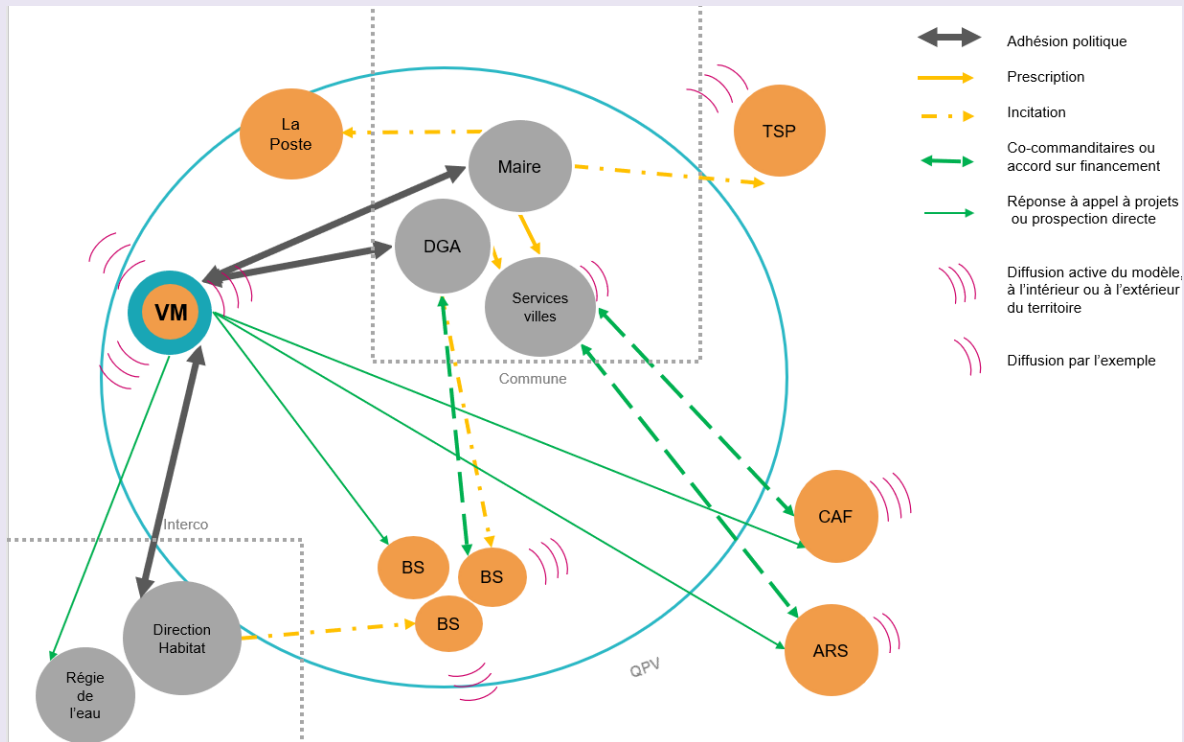 La
Poste
Maire
TSP
DGA
VM
Services
villes
Commune
Interco
CAF
BS
BS
BS
Direction
Habitat
ARS
QPV
Régie
de
l'eau
Adhésion politique
Prescription
Incitation
Co-commanditaires ou
accord sur financement
Réponse à appel à projets
ou prospection directe
Diffusion active du modèle,
à l'intérieur ou à l'extérieur
du territoire
Diffusion par l'exemple